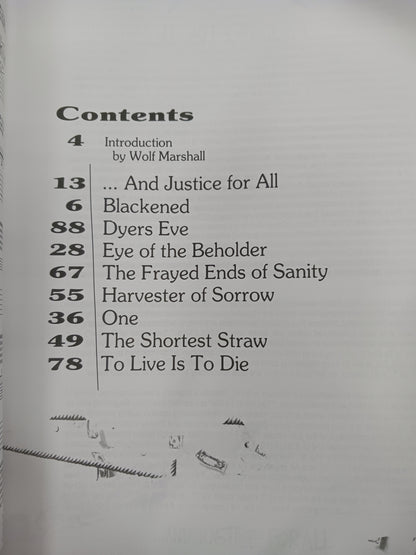 Contents
4 Introduction
by Wolf Marshall
13 ... And Justice for All
6 Blackened
88 Dyers Eve
28 Eye of the Beholder
67 The Frayed Ends of Sanity
55 Harvester of Sorrow
36 One
49 The Shortest Straw
78 To Live Is To Die